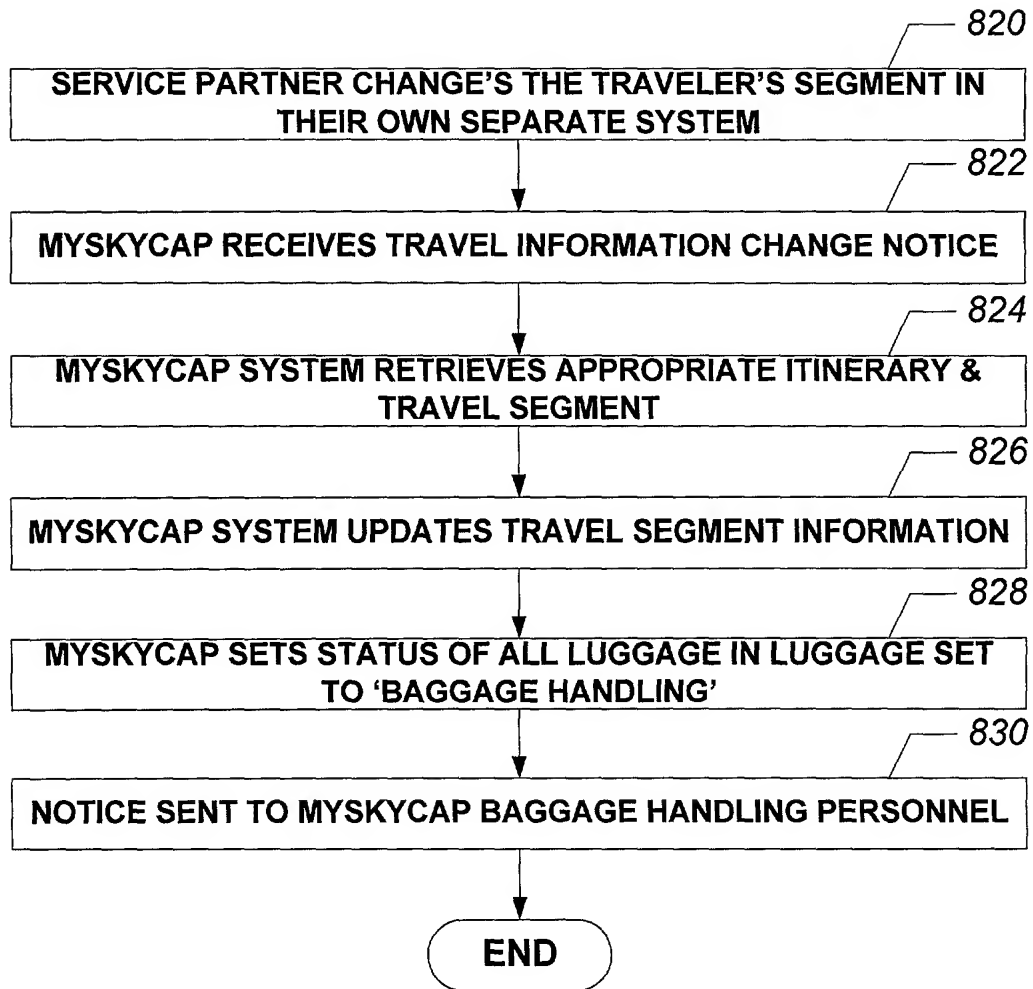 820
SERVICE PARTNER CHANGE'S THE TRAVELER'S SEGMENT IN
THEIR OWN SEPARATE SYSTEM
822
MYSKYCAP RECEIVES TRAVEL INFORMATION CHANGE NOTICE
824
MYSKYCAP SYSTEM RETRIEVES APPROPRIATE ITINERARY &
TRAVEL SEGMENT
826
MYSKYCAP SYSTEM UPDATES TRAVEL SEGMENT INFORMATION
828
MYSKYCAP SETS STATUS OF ALL LUGGAGE IN LUGGAGE SET
TO 'BAGGAGE HANDLING'
830
NOTICE SENT TO MYSKYCAP BAGGAGE HANDLING PERSONNEL
END